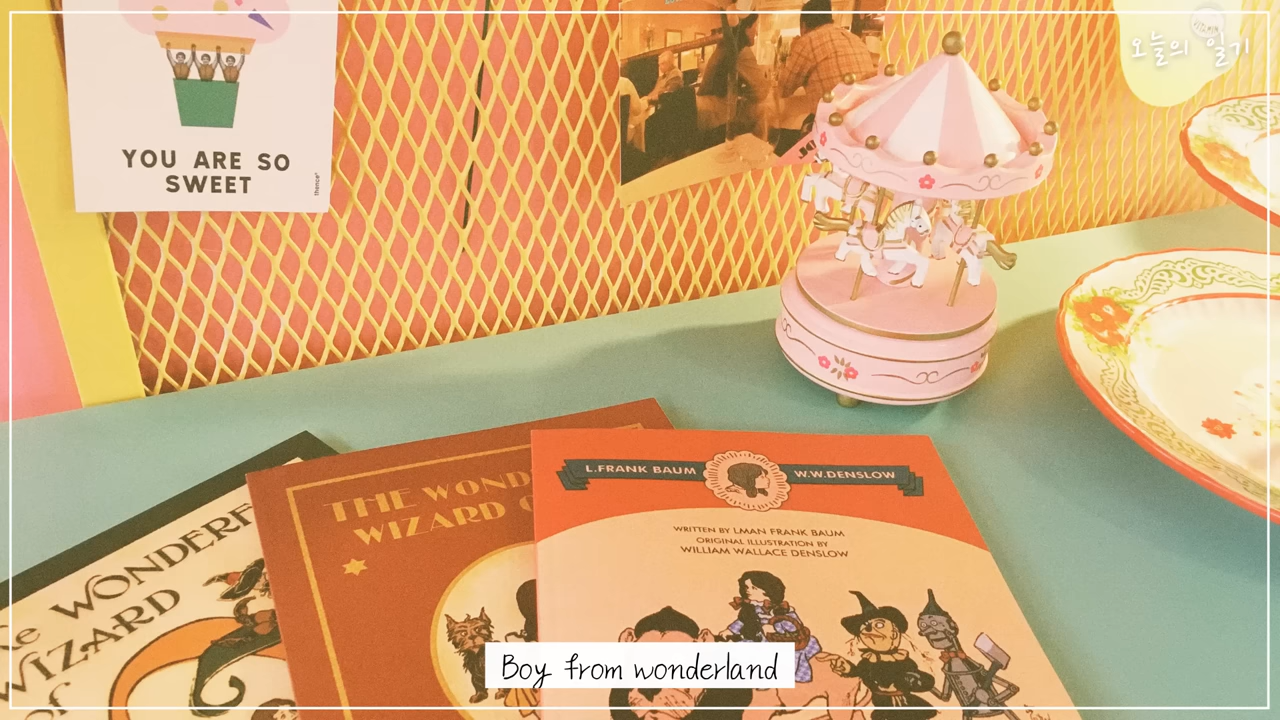 오늘의 일기
YOU ARE SO
SWEET
thence
L.FRANK BAUM
W.W.DENSLOW
WRITTEN BY LMAN FRANK BAUM
ORIGINAL ILLUSTRATION BY
WILLIAM WALLACE DENSLOW
THE WOND
WIZARD
WONDERF
WIZARD
of
Boy from wonderland